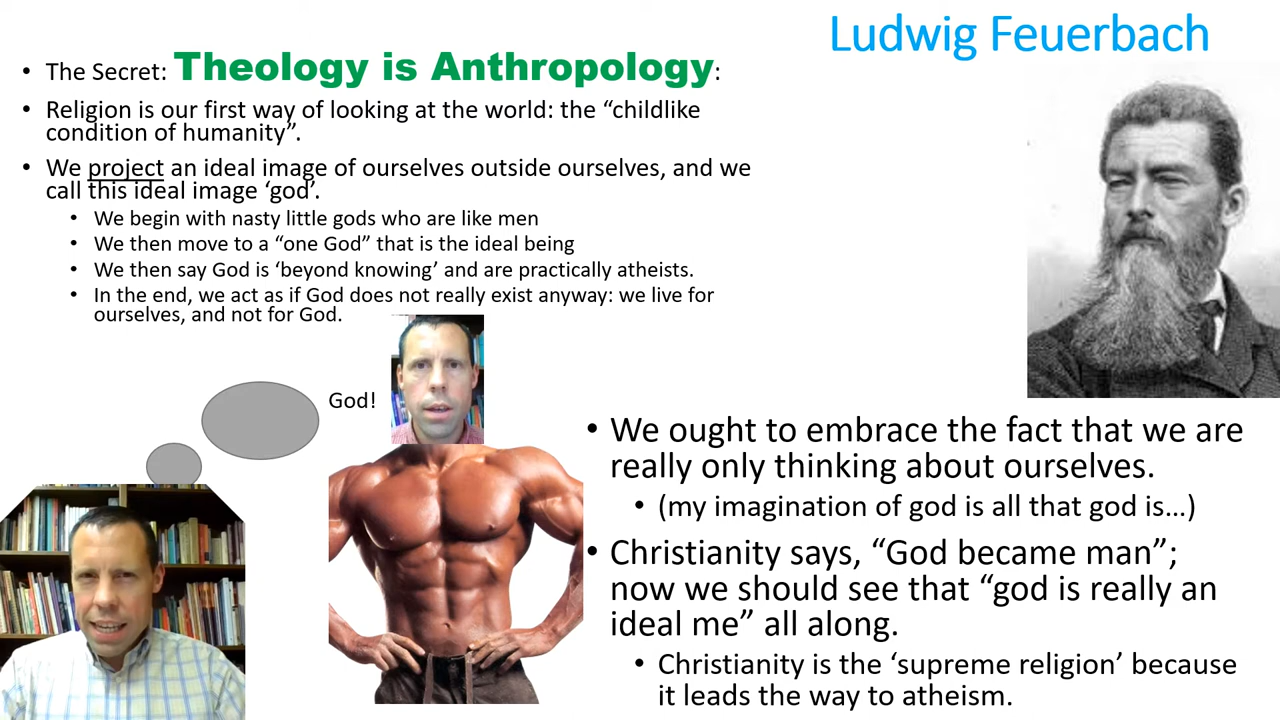 Ludwig Feuerbach
• The Secret: Theology is Anthropology:
• Religion is our first way of looking at the world: the “childlike
condition of humanity”.
• We project an ideal image of ourselves outside ourselves, and we
call this ideal image ‘god’.
• We begin with nasty little gods who are like men
• We then move to a “one God” that is the ideal being
• We then say God is ‘beyond knowing’ and are practically atheists.
• In the end, we act as if God does not really exist anyway: we live for
ourselves, and not for God.
God!
• We ought to embrace the fact that we are
really only thinking about ourselves.
• (my imagination of god is all that god is…)
• Christianity says, “God became man”;
now we should see that “god is really an
ideal me” all along.
• Christianity is the ‘supreme religion’ because
it leads the way to atheism.